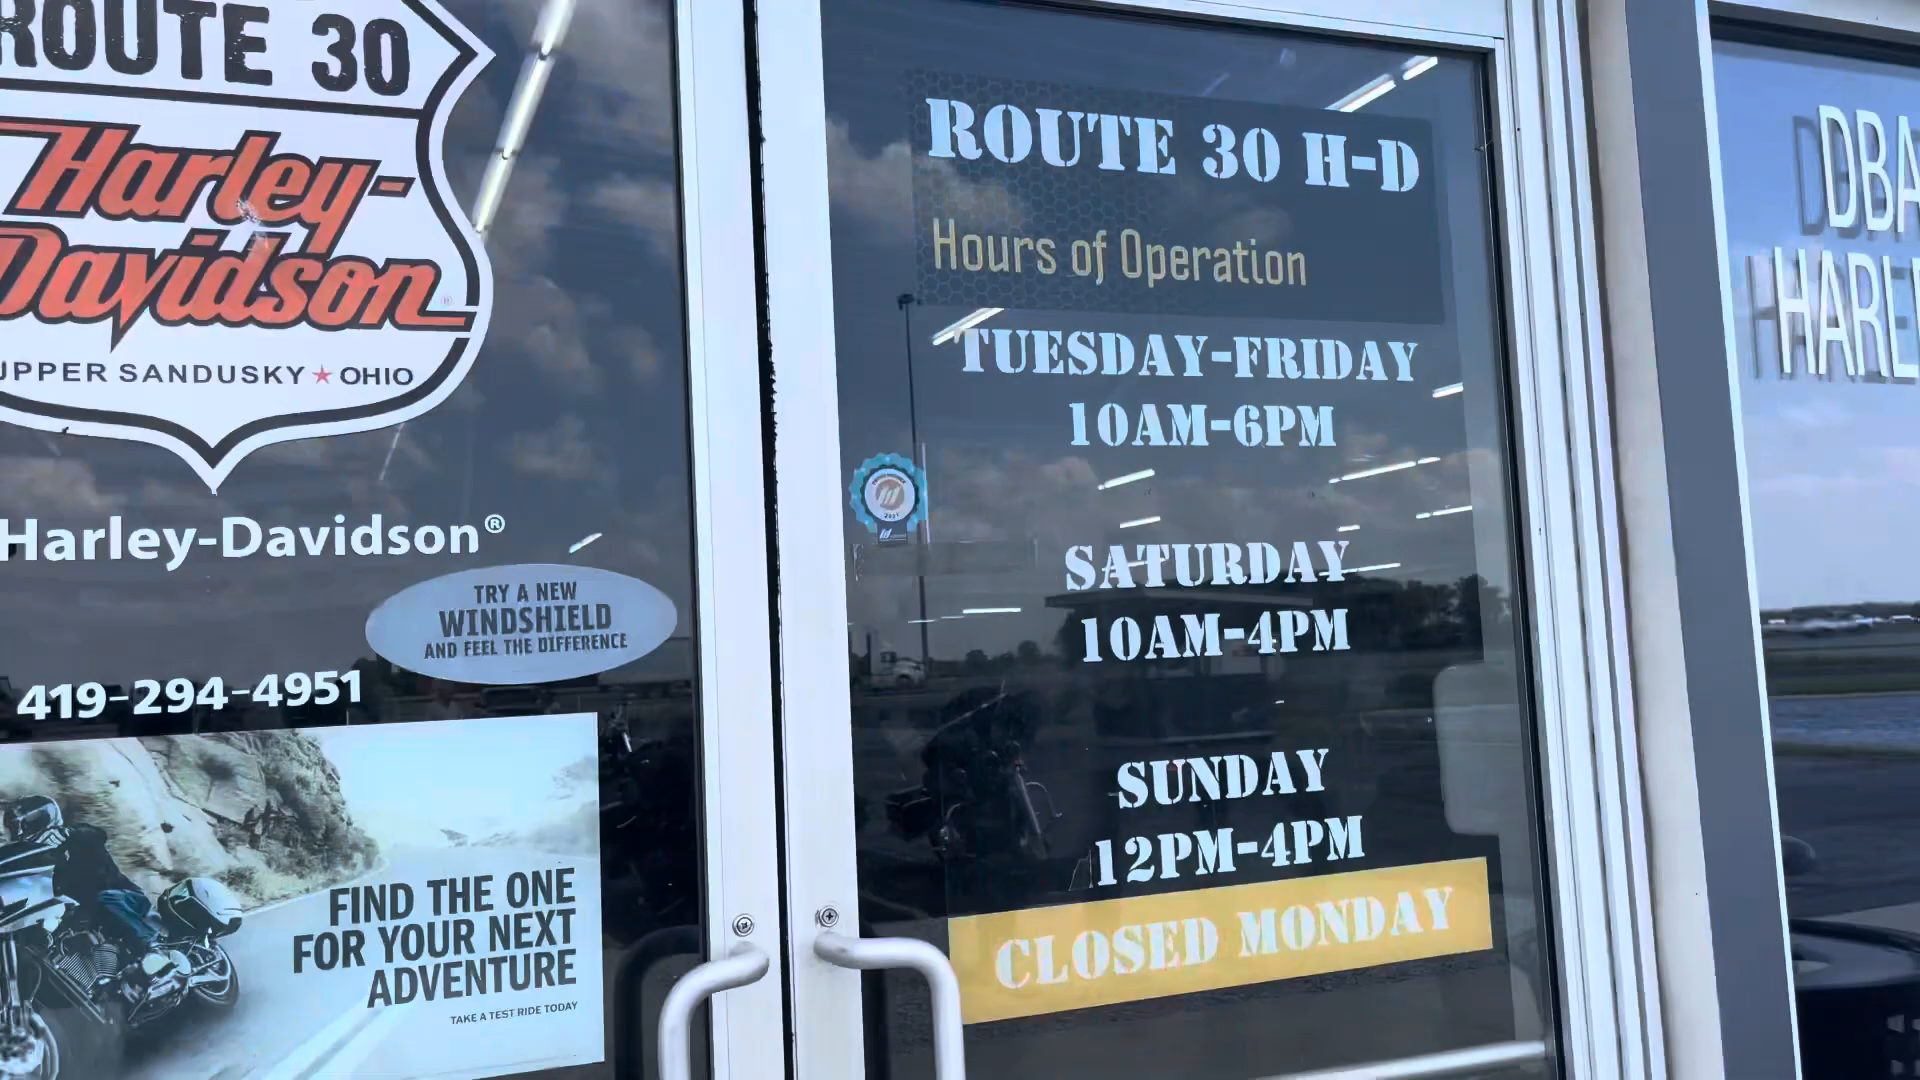 ROUTE 30
Harley-
Davidson
UPPER SANDUSKY★OHIO
Harley-Davidson®
TRY A NEW
WINDSHIELD
AND FEEL THE DIFFERENCE
419-294-4951
FIND THE ONE
FOR YOUR NEXT
ADVENTURE
TAKE A TEST RIDE TODAY
ROUTE 30 H-D
Hours of Operation
TUESDAY-FRIDAY
10AM-6PM
SATURDAY
10AM-4PM
SUNDAY
12PM-4PM
CLOSED MONDAY
2021
DBA
HARL